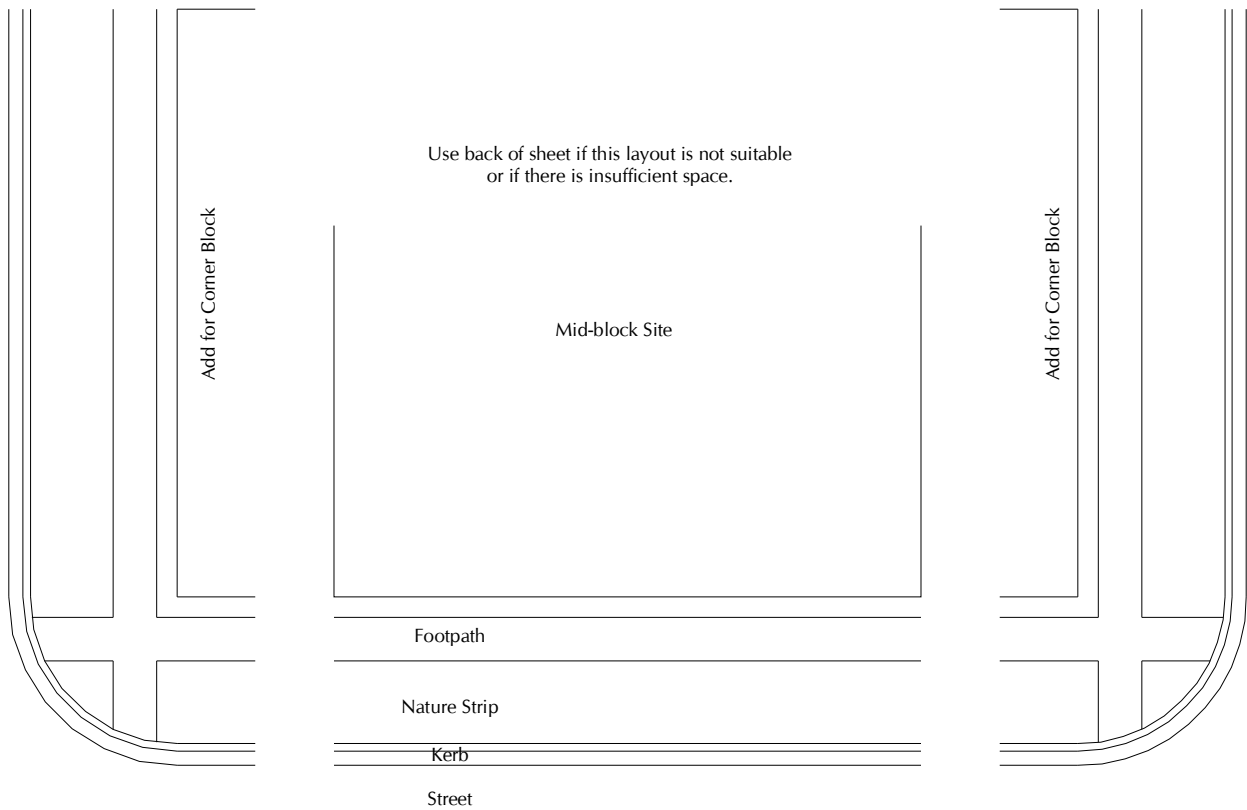 Use back of sheet if this layout is not suitable
or if there is insufficient space.
Add for Corner Block
Mid-block Site
Add for Corner Block
Footpath
Nature Strip
Kerb
Street